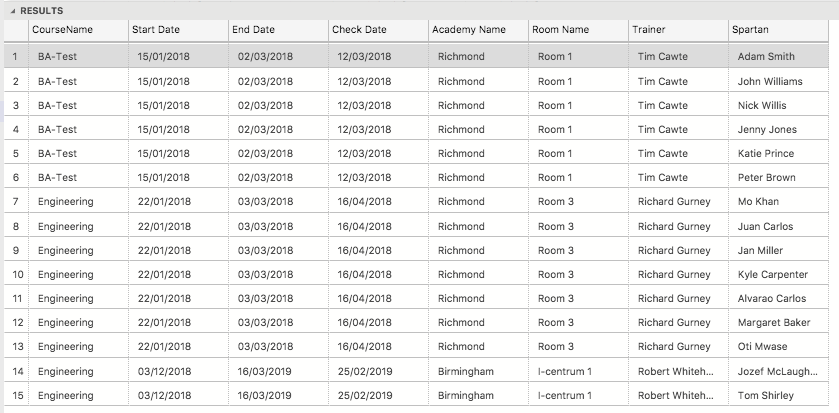 RESULTS
CourseName Start Date End Date Check Date Academy Name Room Name Trainer Spartan
1 BA-Test 15/01/2018 02/03/2018 12/03/2018 Richmond Room 1 Tim Cawte Adam Smith
2 BA-Test 15/01/2018 02/03/2018 12/03/2018 Richmond Room 1 Tim Cawte John Williams
3 BA-Test 15/01/2018 02/03/2018 12/03/2018 Richmond Room 1 Tim Cawte Nick Willis
4 BA-Test 15/01/2018 02/03/2018 12/03/2018 Richmond Room 1 Tim Cawte Jenny Jones
5 BA-Test 15/01/2018 02/03/2018 12/03/2018 Richmond Room 1 Tim Cawte Katie Prince
6 BA-Test 15/01/2018 02/03/2018 12/03/2018 Richmond Room 1 Tim Cawte Peter Brown
7 Engineering 22/01/2018 03/03/2018 16/04/2018 Richmond Room 3 Richard Gurney Mo Khan
8 Engineering 22/01/2018 03/03/2018 16/04/2018 Richmond Room 3 Richard Gurney Juan Carlos
9 Engineering 22/01/2018 03/03/2018 16/04/2018 Richmond Room 3 Richard Gurney Jan Miller
10 Engineering 22/01/2018 03/03/2018 16/04/2018 Richmond Room 3 Richard Gurney Kyle Carpenter
11 Engineering 22/01/2018 03/03/2018 16/04/2018 Richmond Room 3 Richard Gurney Alvarao Carlos
12 Engineering 22/01/2018 03/03/2018 16/04/2018 Richmond Room 3 Richard Gurney Margaret Baker
13 Engineering 22/01/2018 03/03/2018 16/04/2018 Richmond Room 3 Richard Gurney Oti Mwase
14 Engineering 03/12/2018 16/03/2019 25/02/2019 Birmingham I-centrum 1 Robert Whiteh... Jozef McLaugh...
15 Engineering 03/12/2018 16/03/2019 25/02/2019 Birmingham I-centrum 1 Robert Whiteh... Tom Shirley